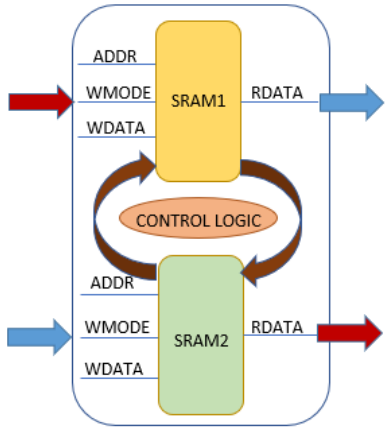 ADDR
WMODE
SRAM1
RDATA
WDATA
CONTROL LOGIC
ADDR
WMODE
SRAM2
RDATA
WDATA